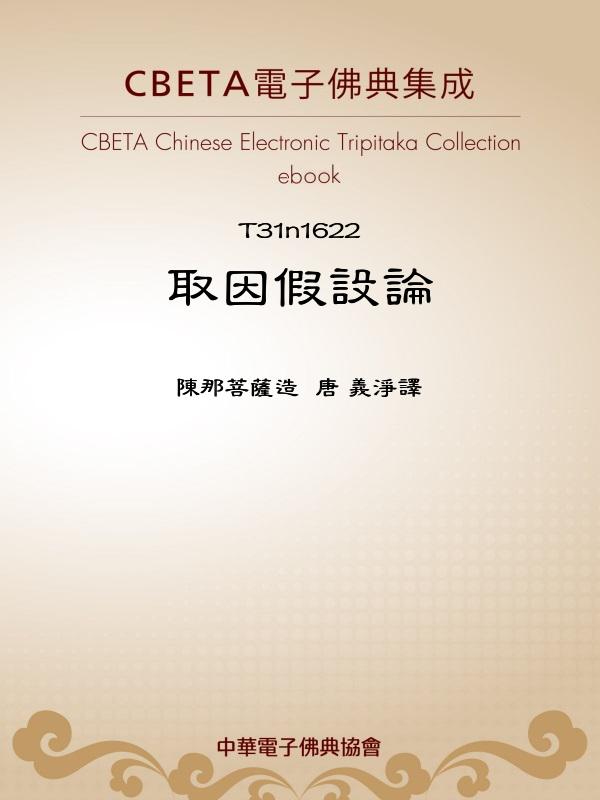 CBETA電子佛典集成
CBETA Chinese Electronic Tripitaka Collection
ebook
T31n1622
取因假設論
陳那菩薩造 唐 義淨譯
中華電子佛典協會